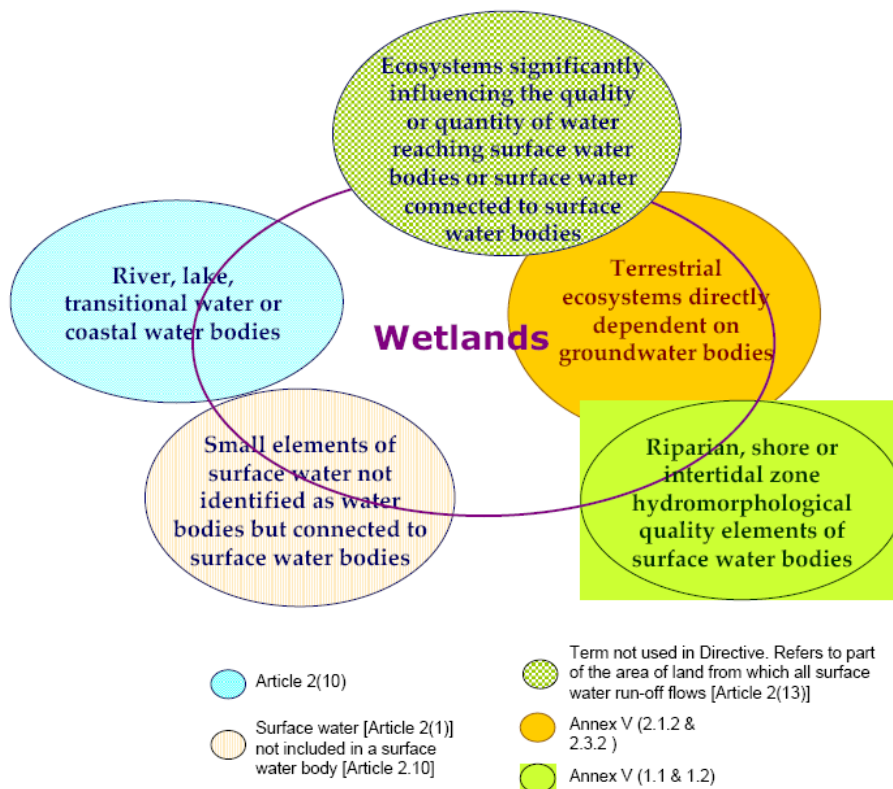 Ecosystems significantly
influencing the quality
or quantity of water
reaching surface water
bodies or surface water
connected to surface
water bodies
River, lake,
transitional water or
coastal water bodies
Wetlands
Terrestrial
ecosystems directly
dependent on
groundwater bodies
Small elements of
surface water not
identified as water
bodies but connected to
surface water bodies
Riparian, shore or
intertidal zone
hydromorphological
quality elements of
surface water bodies
Article 2(10)
Surface water [Article 2(1)]
not included in a surface
water body [Article 2.10]
Term not used in Directive. Refers to part
of the area of land from which all surface
water run-off flows [Article 2(13)]
Annex V (2.1.2 &
2.3.2 )
Annex V (1.1 & 1.2)